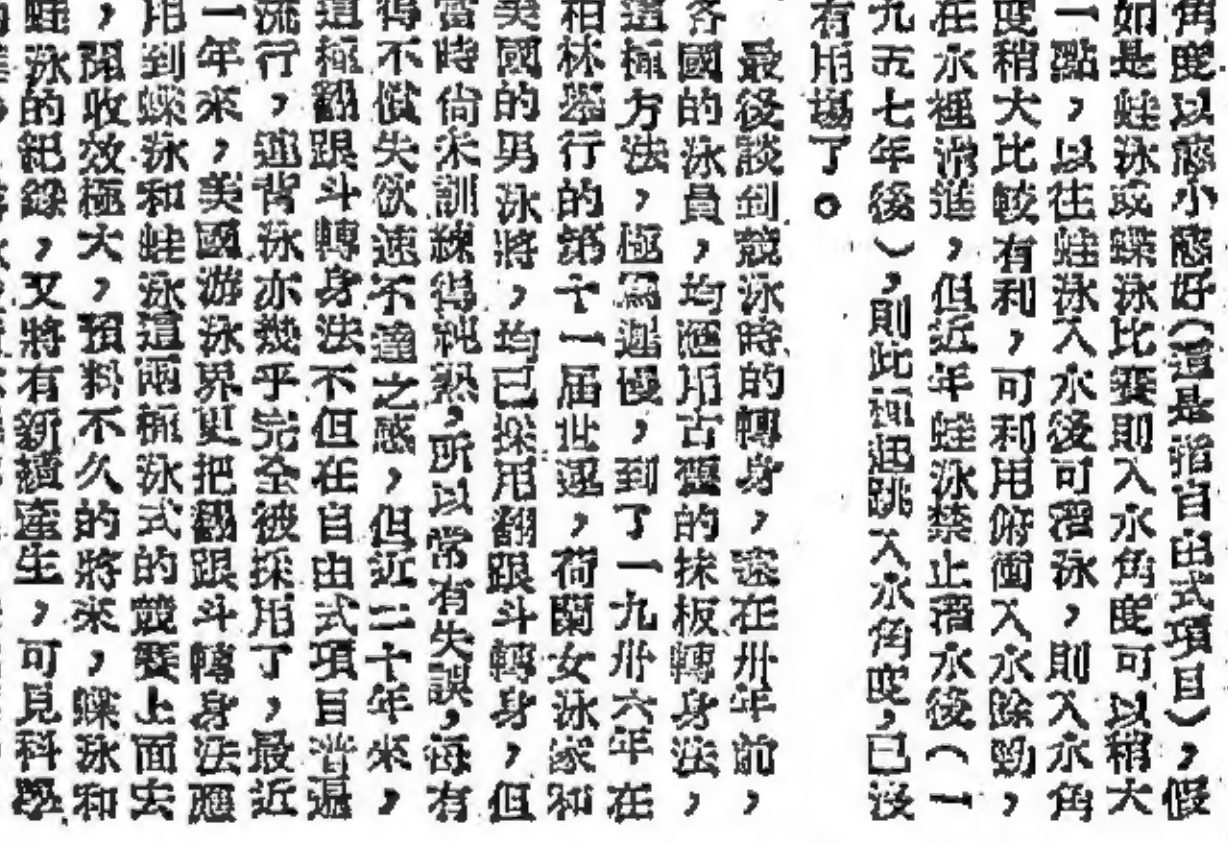 角度以應小應好（這是指自由式項目），假
如是蛙泳或蝶泳比賽則入水角度可以稍大
一點，以往蛙泳入水後可潛泳，則入水角
度稍大比較有利，可利用俯衝入水餘勁，
在水裡滑進，但近年蛙泳禁止潛水後（一
九五七年後），則此種起跳入水角度，已沒
有用場了。
最後談到競泳時的轉身，遠在卅年前，
各國的泳員，均應用古舊的抹板轉身法，
這種方法，極為遲慢，到了一九卅六年在
柏林舉行的第十一屆世運，荷蘭女泳家和
美國的男泳將，均已採用翻跟斗轉身，但
當時尚未訓練得純熟，所以常有失誤，每有
得不償失欲速不達之感，但近二十年來，
這種翻跟斗轉身法不但在自由式項目普遍
流行，連背泳亦幾乎完全被採用了，最近
一年來，美國游泳界更把翻跟斗轉身法應
用到蝶泳和蛙泳這兩種泳式的競賽上面去
，開收效極大，預料不久的將來，蝶泳和
蛙泳的紀錄，又將有新績產生，可見科學